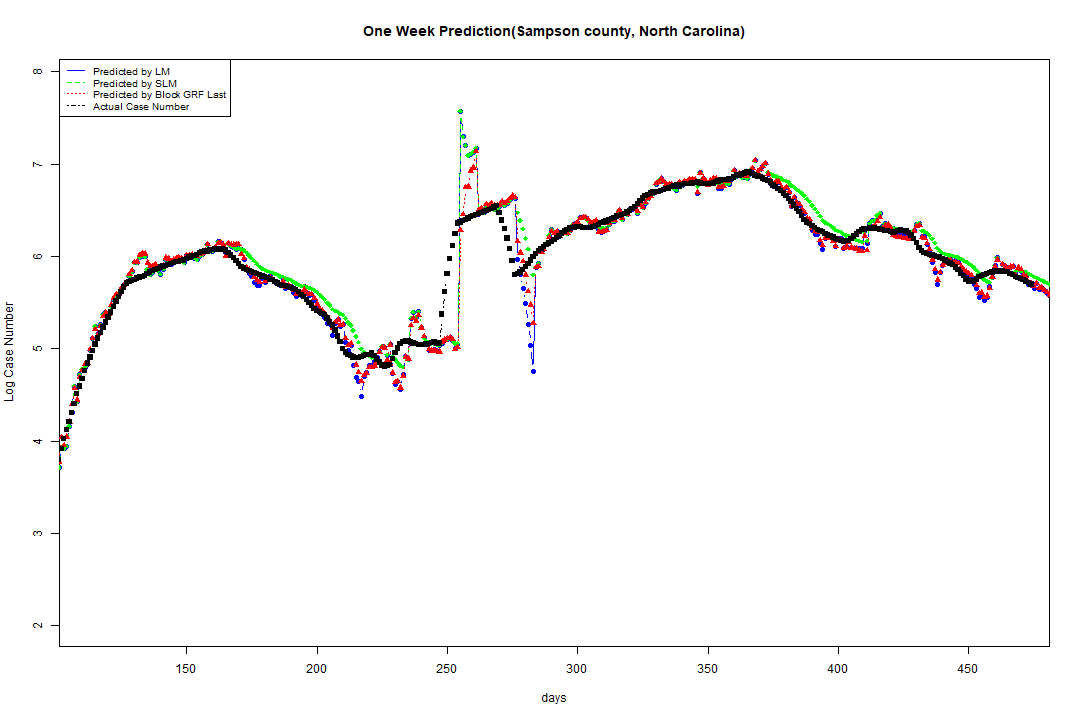 One Week Prediction(Sampson county, North Carolina)
Predicted by LM
Predicted by SLM
Predicted by Block GRF Last
Actual Case Number
8
7
6
5
4
3
2
Log Case Number
150 200 250 300 350 400 450
days